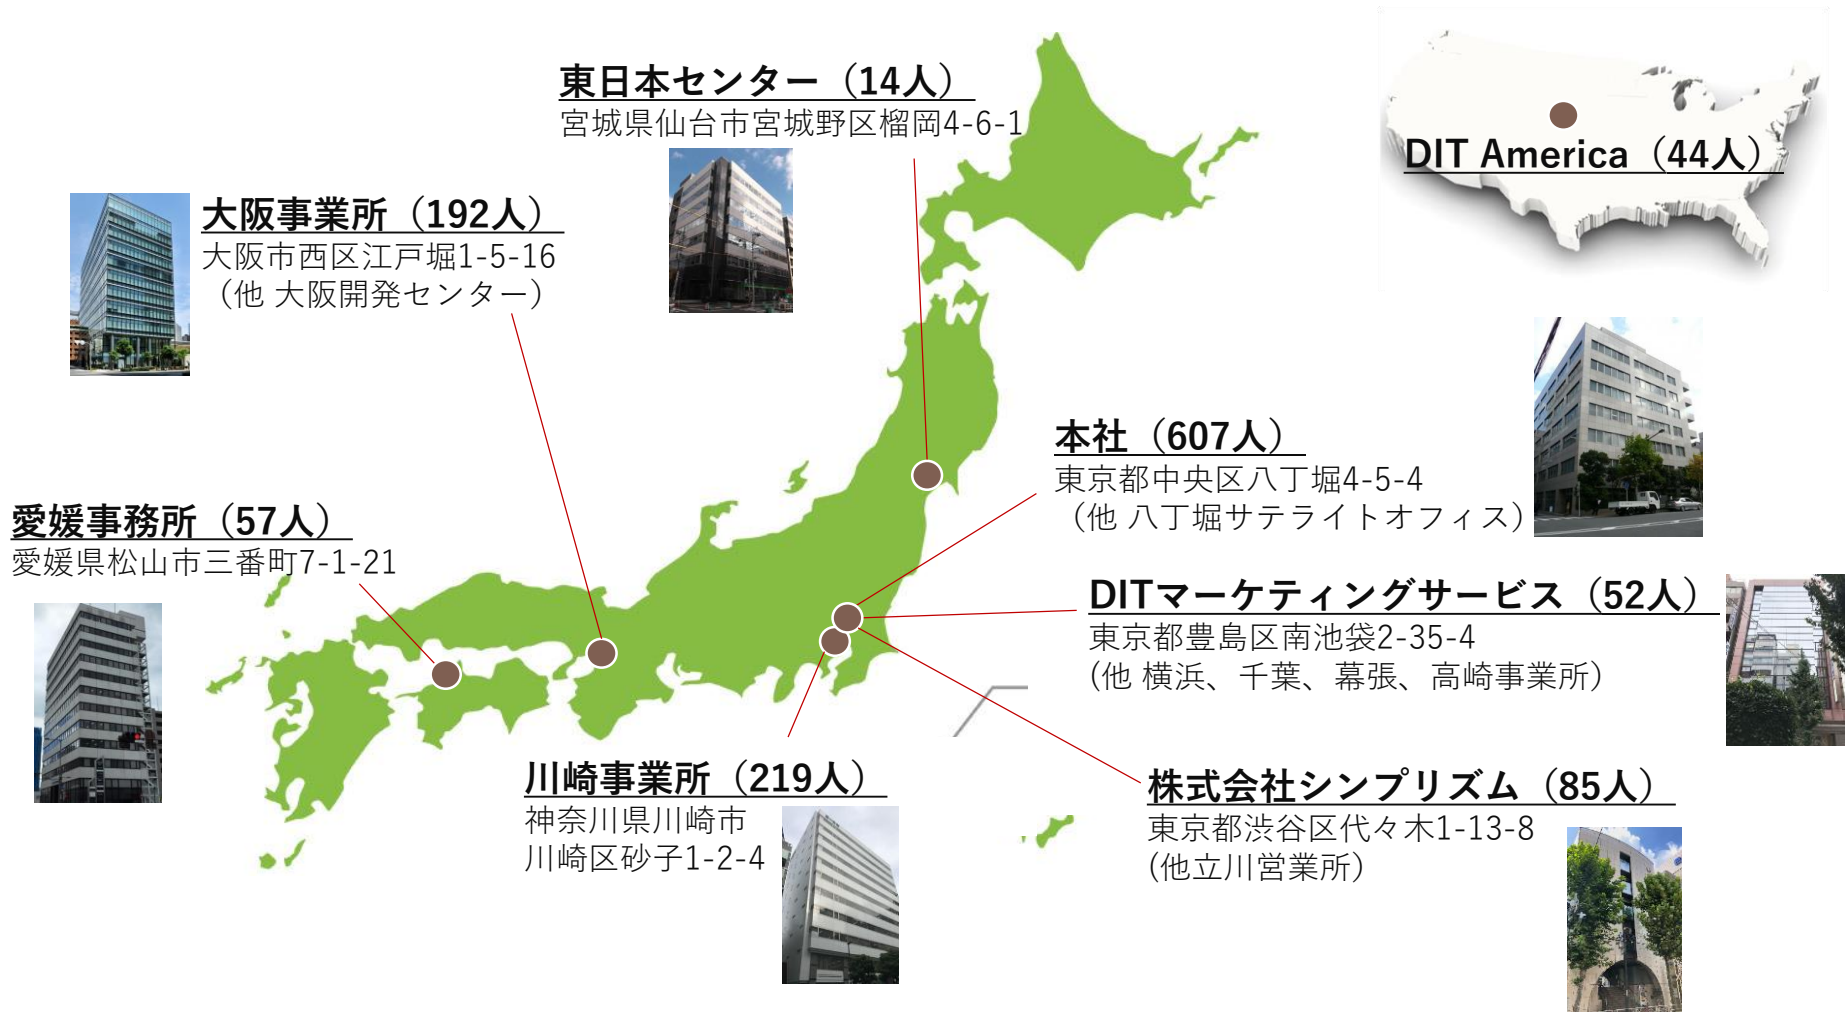 東日本センター（14人）
宮城県仙台市宮城野区榴岡4-6-1
DIT America（44人）
大阪事業所（192人）
大阪市西区江戸堀1-5-16
（他 大阪開発センター）
本社（607人）
東京都中央区八丁堀4-5-4
（他 八丁堀サテライトオフィス）
愛媛事務所（57人）
愛媛県松山市三番町7-1-21
DITマーケティングサービス（52人）
東京都豊島区南池袋2-35-4
(他 横浜、千葉、幕張、高崎事業所）
川崎事業所（219人）
神奈川県川崎市
川崎区砂子1-2-4
株式会社シンプリズム（85人）
東京都渋谷区代々木1-13-8
(他立川営業所）